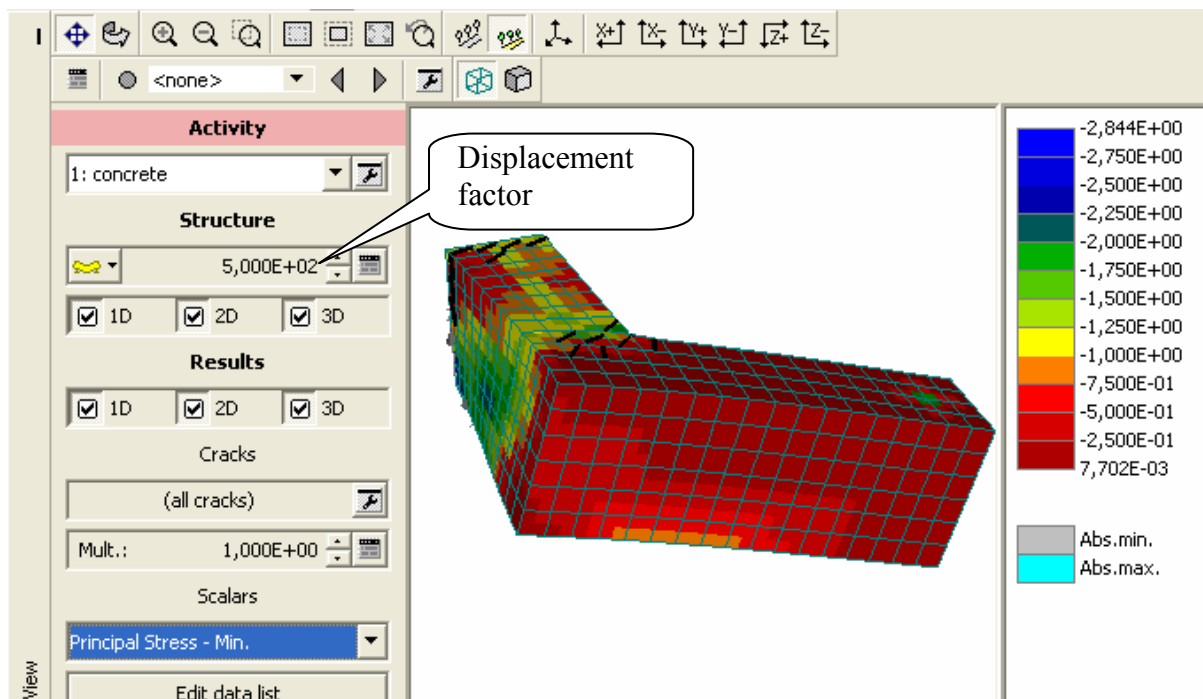 X+ X- Y+ Y- Z+ Z-
<none>
Activity
1: concrete
Structure
5,000E+02
1D 2D 3D
Results
1D 2D 3D
Cracks
(all cracks)
Mult.: 1,000E+00
Scalars
Principal Stress - Min.
Edit data list
View
Displacement
factor
-2,844E+00
-2,750E+00
-2,500E+00
-2,250E+00
-2,000E+00
-1,750E+00
-1,500E+00
-1,250E+00
-1,000E+00
-7,500E-01
-5,000E-01
-2,500E-01
7,702E-03
Abs.min.
Abs.max.